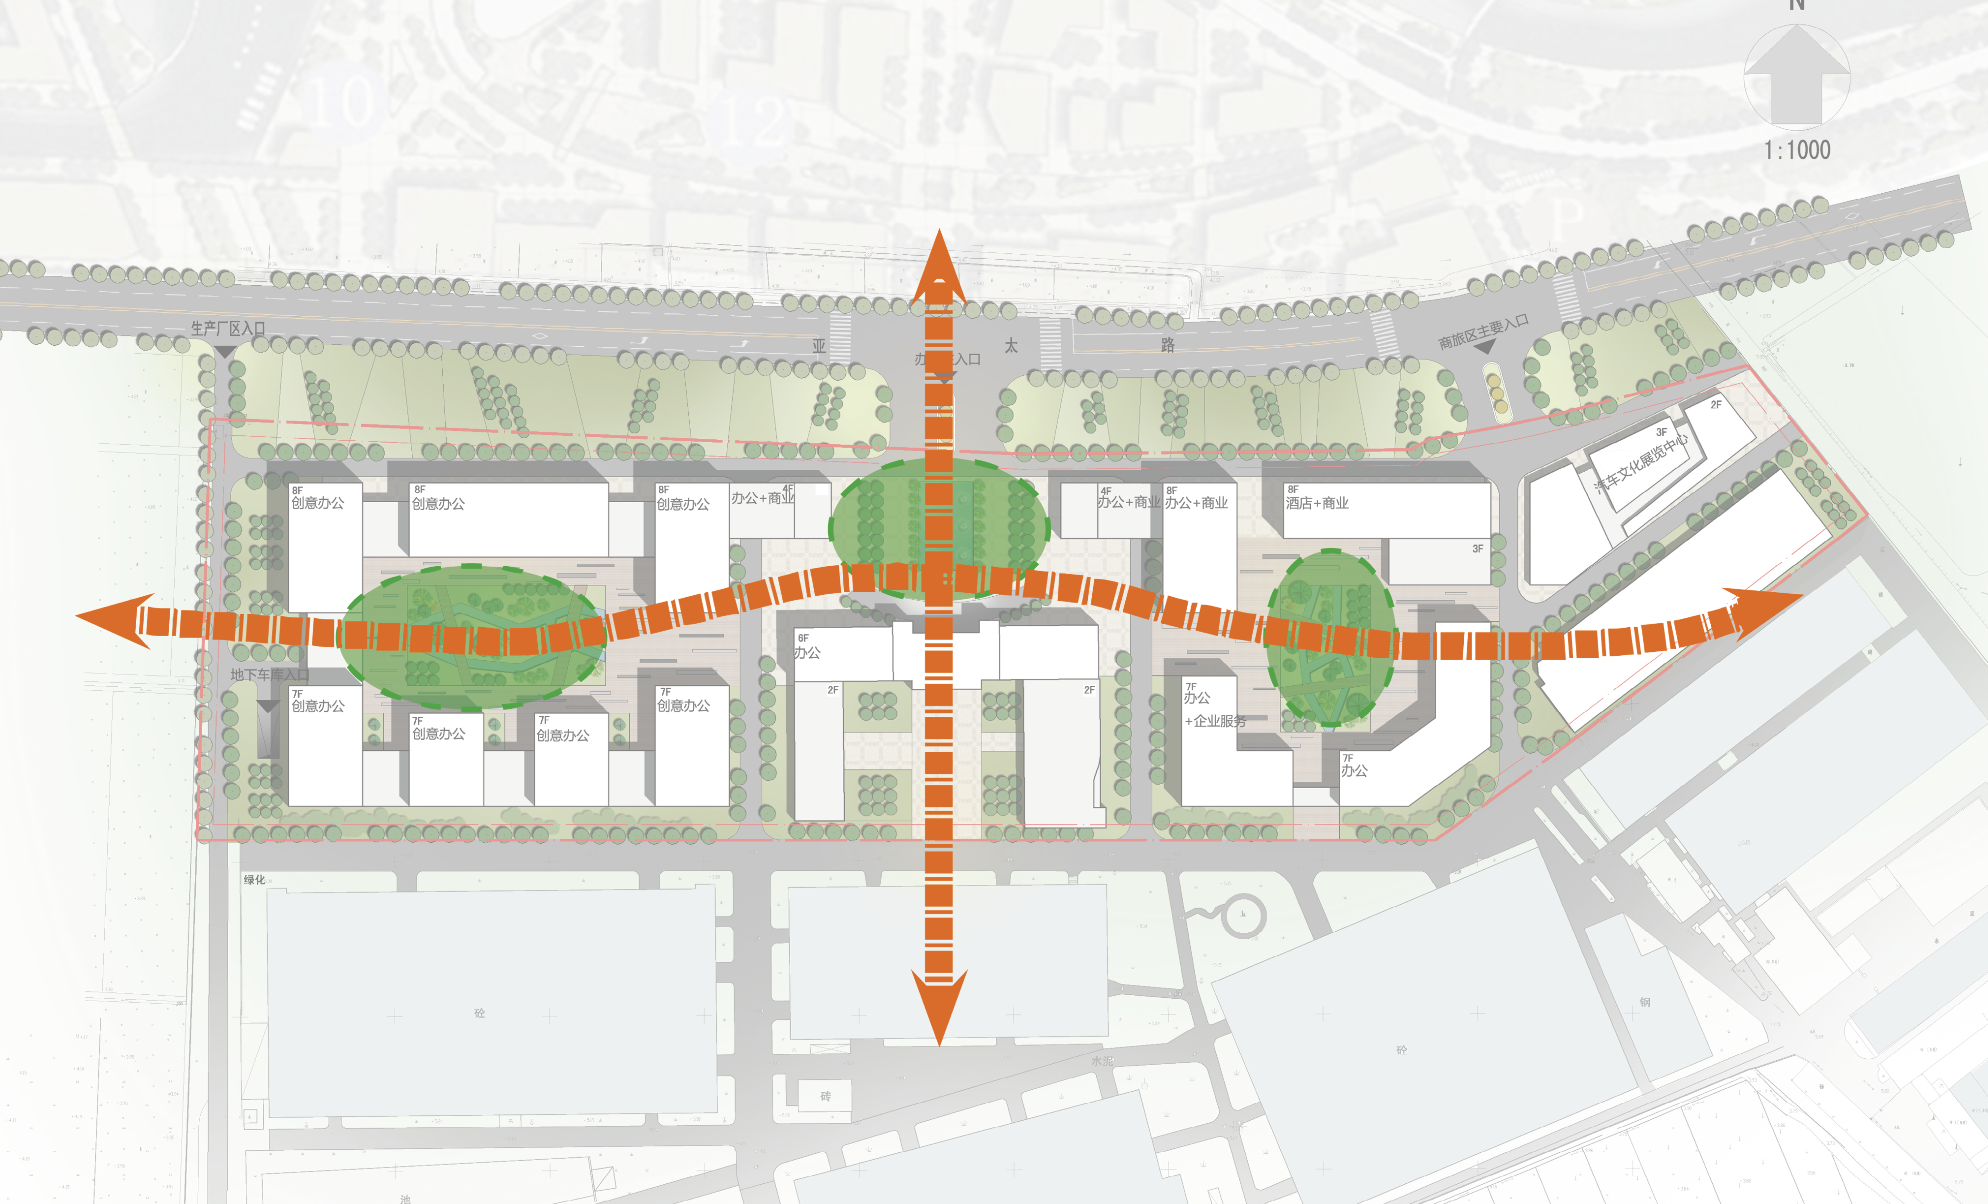 N
1:1000
10
12
P
生产厂区入口
亚
太
路
商旅区主要入口
2F
3F
汽车文化展览中心
8F
创意办公
8F
创意办公
8F
创意办公
4F
办公+商业
4F
办公+商业
8F
办公+商业
8F
酒店+商业
3F
6F
办公
2F
2F
地下车库入口
7F
创意办公
7F
创意办公
7F
创意办公
7F
创意办公
7F
办公
+企业服务
7F
办公
绿化
砼
砼
钢
水泥
砖
池